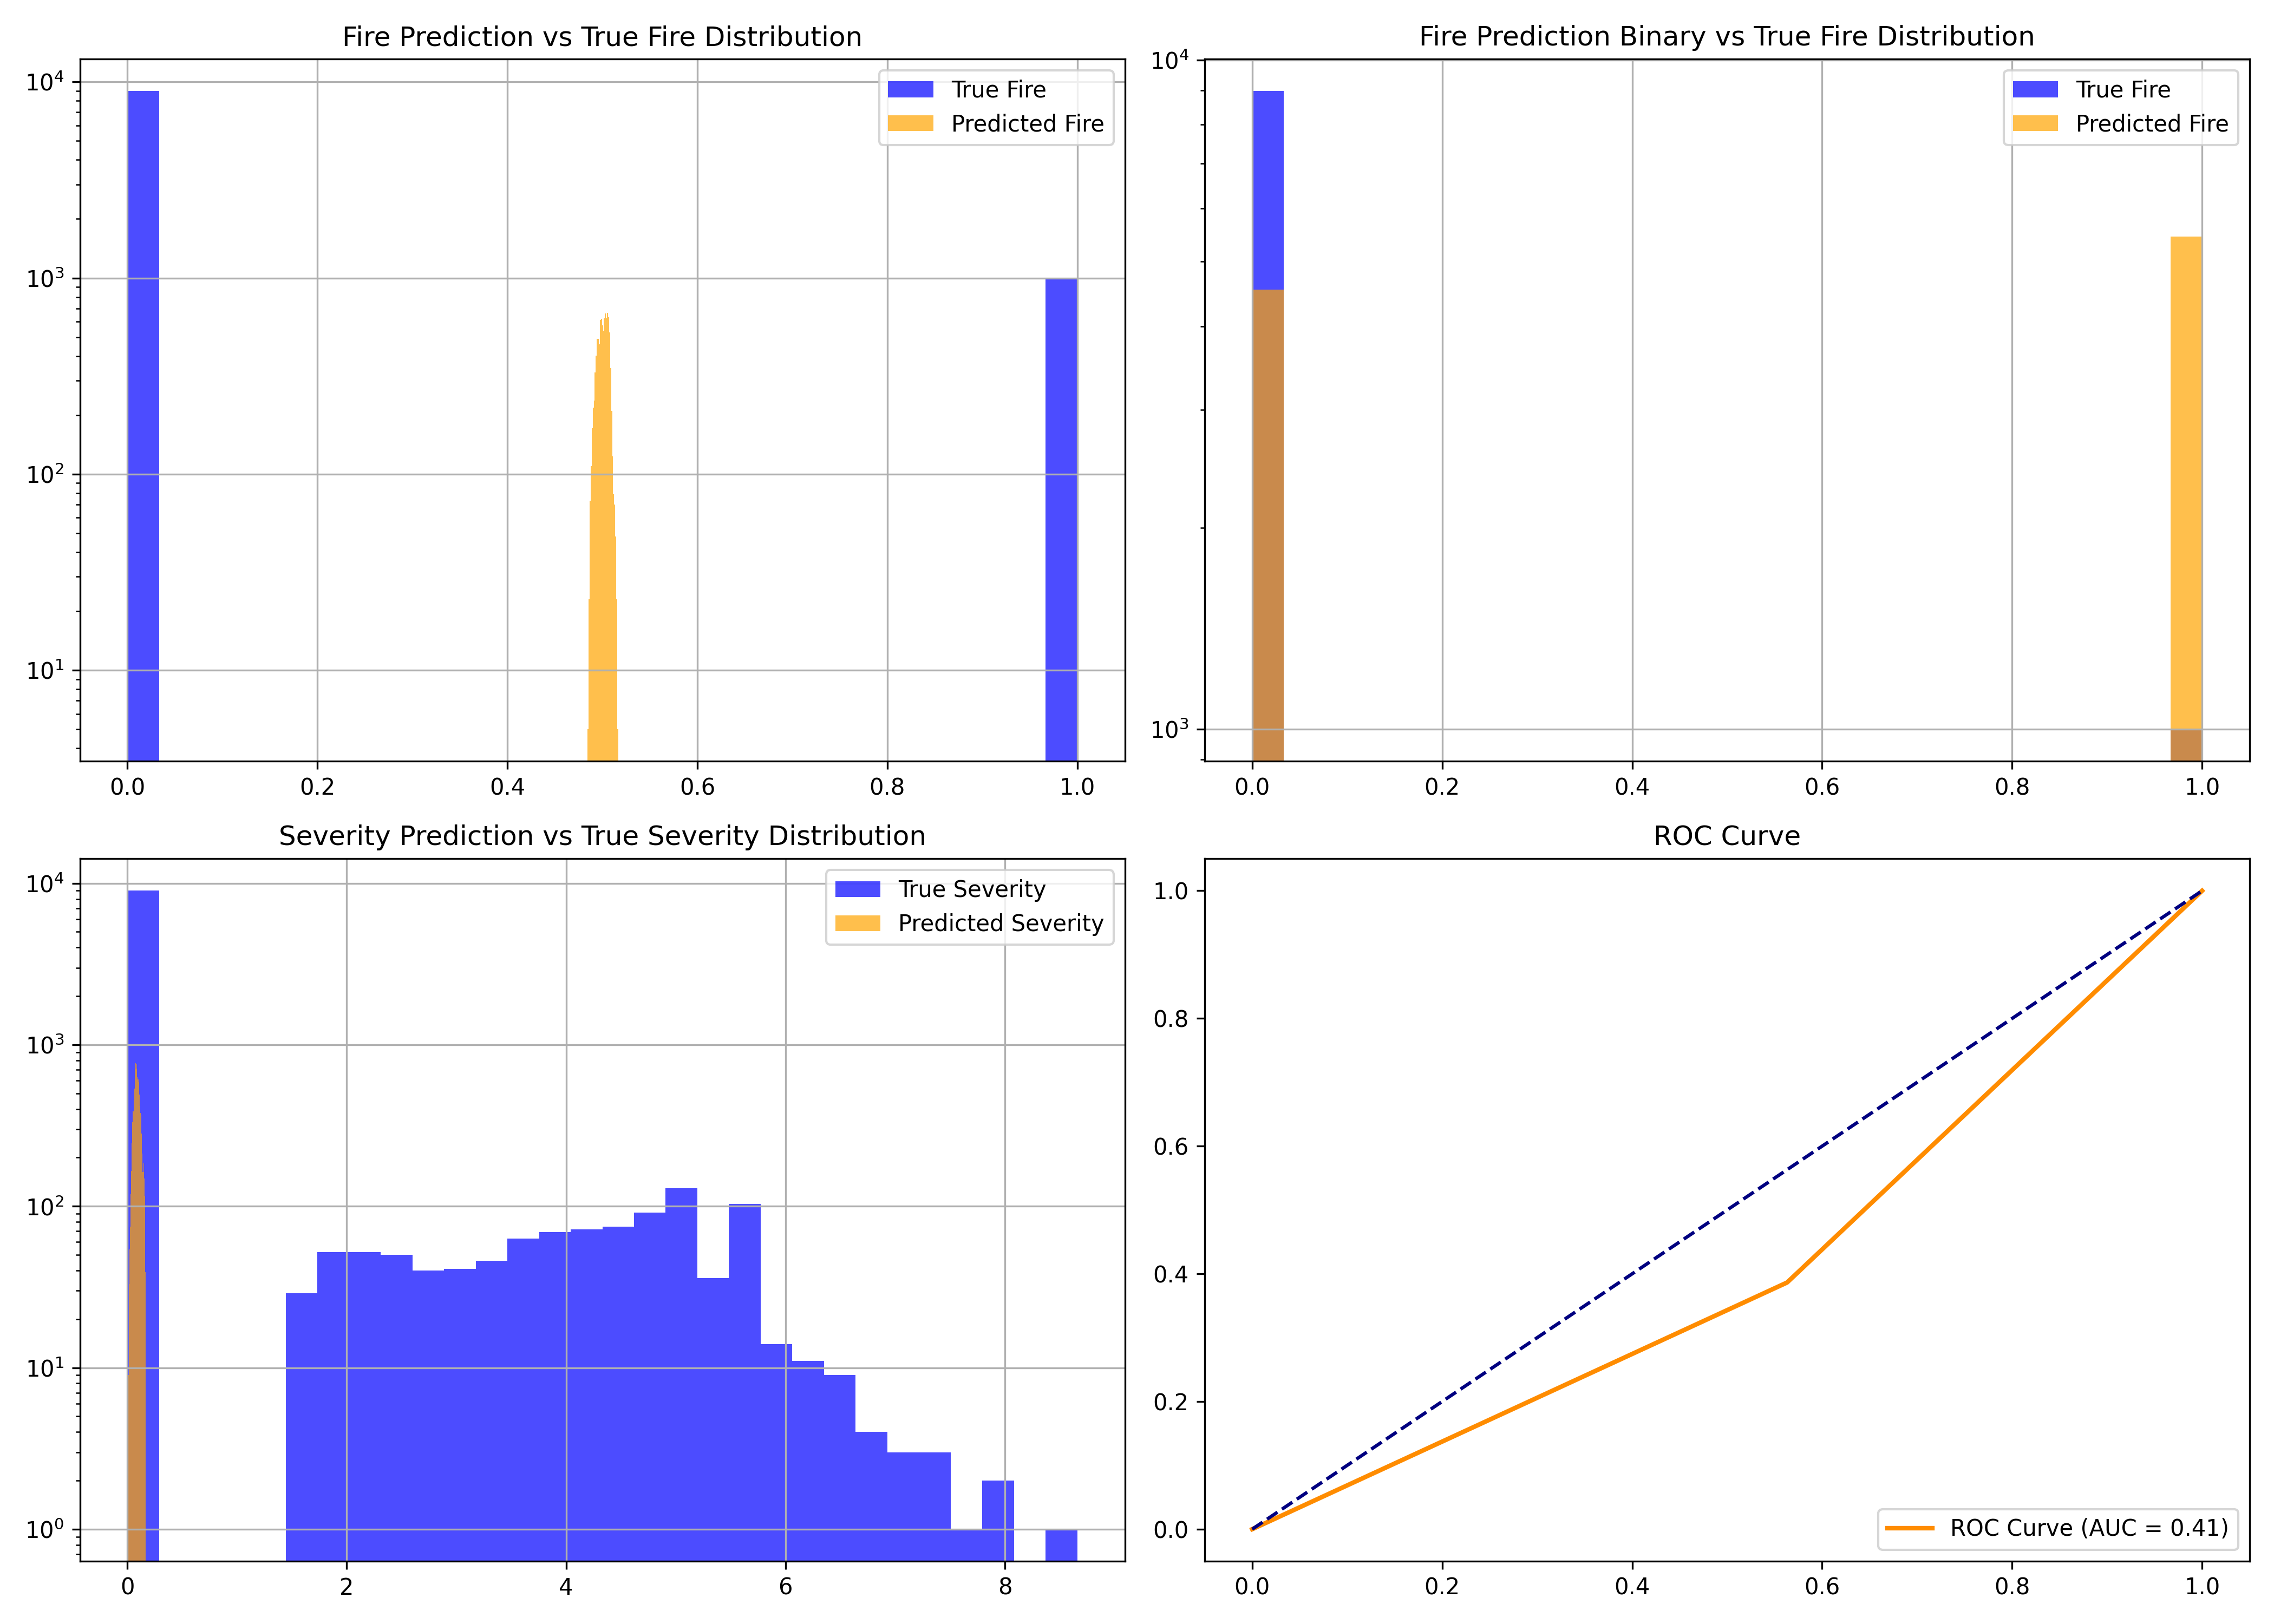 Fire Prediction vs True Fire Distribution
10⁴
10³
10²
10¹
0.0 0.2 0.4 0.6 0.8 1.0
True Fire
Predicted Fire
Fire Prediction Binary vs True Fire Distribution
10⁴
10³
0.0 0.2 0.4 0.6 0.8 1.0
True Fire
Predicted Fire
Severity Prediction vs True Severity Distribution
10⁴
10³
10²
10¹
10⁰
0 2 4 6 8
True Severity
Predicted Severity
ROC Curve
1.0
0.8
0.6
0.4
0.2
0.0
0.0 0.2 0.4 0.6 0.8 1.0
ROC Curve (AUC = 0.41)